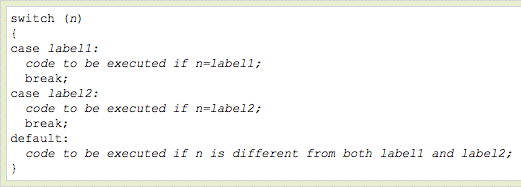 switch (n)
{
case label1:
  code to be executed if n=label1;
  break;
case label2:
  code to be executed if n=label2;
  break;
default:
  code to be executed if n is different from both label1 and label2;
}